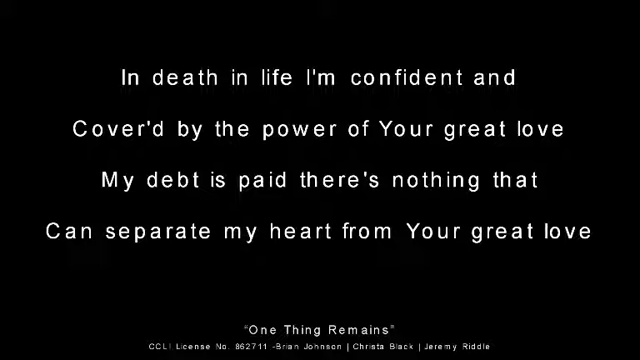 In death in life I'm confident and
Cover'd by the power of Your great love
My debt is paid there's nothing that
Can separate my heart from Your great love
“One Thing Remains”
CCLI License No. 862711 -Brian Johnson | Christa Black | Jeremy Riddle